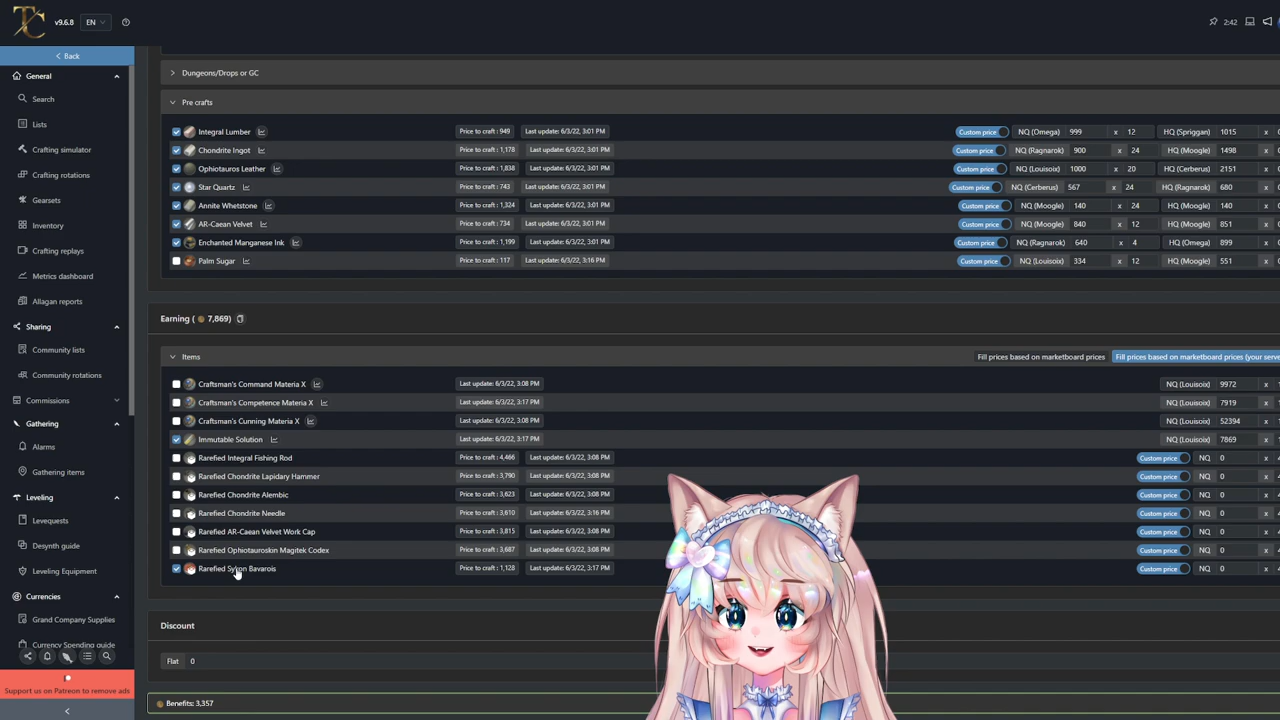 TC v9.6.8 EN 2:42
Back
General
Search
Lists
Crafting simulator
Crafting rotations
Gearsets
Inventory
Crafting replays
Metrics dashboard
Allagan reports
Sharing
Community lists
Community rotations
Commissions
Gathering
Alarms
Gathering items
Leveling
Levequests
Desynth guide
Leveling Equipment
Currencies
Grand Company Supplies
Currency Spending guide
Support us on Patreon to remove ads
Dungeons/Drops or GC
Pre crafts
Integral Lumber Price to craft : 949 Last update: 6/3/22, 3:01 PM Custom price NQ (Omega) 999 x 12 HQ (Spriggan) 1015
Chondrite Ingot Price to craft : 1,178 Last update: 6/3/22, 3:01 PM Custom price NQ (Ragnarok) 900 x 24 HQ (Moogle) 1498
Ophiotauros Leather Price to craft : 1,838 Last update: 6/3/22, 3:01 PM Custom price NQ (Louisoix) 1000 x 20 HQ (Cerberus) 2151
Star Quartz Price to craft : 743 Last update: 6/3/22, 3:01 PM Custom price NQ (Cerberus) 567 x 24 HQ (Ragnarok) 680
Annite Whetstone Price to craft : 1,324 Last update: 6/3/22, 3:01 PM Custom price NQ (Moogle) 140 x 24 HQ (Moogle) 140
AR-Caean Velvet Price to craft : 734 Last update: 6/3/22, 3:01 PM Custom price NQ (Moogle) 840 x 12 HQ (Moogle) 851
Enchanted Manganese Ink Price to craft : 1,199 Last update: 6/3/22, 3:01 PM Custom price NQ (Ragnarok) 640 x 4 HQ (Omega) 899
Palm Sugar Price to craft : 117 Last update: 6/3/22, 3:16 PM Custom price NQ (Louisoix) 334 x 12 HQ (Moogle) 551
Earning ( 7,869)
Items Fill prices based on marketboard prices Fill prices based on marketboard prices (your serve
Craftsman's Command Materia X Last update: 6/3/22, 3:08 PM NQ (Louisoix) 9972 x
Craftsman's Competence Materia X Last update: 6/3/22, 3:17 PM NQ (Louisoix) 7919 x
Craftsman's Cunning Materia X Last update: 6/3/22, 3:08 PM NQ (Louisoix) 52394 x
Immutable Solution Last update: 6/3/22, 3:17 PM NQ (Louisoix) 7869 x
Rarefied Integral Fishing Rod Price to craft : 4,466 Last update: 6/3/22, 3:08 PM Custom price NQ 0 x
Rarefied Chondrite Lapidary Hammer Price to craft : 3,790 Last update: 6/3/22, 3:08 PM Custom price NQ 0 x
Rarefied Chondrite Alembic Price to craft : 3,623 Last update: 6/3/22, 3:08 PM Custom price NQ 0 x
Rarefied Chondrite Needle Price to craft : 3,610 Last update: 6/3/22, 3:16 PM Custom price NQ 0 x
Rarefied AR-Caean Velvet Work Cap Price to craft : 3,815 Last update: 6/3/22, 3:08 PM Custom price NQ 0 x
Rarefied Ophiotauroskin Magitek Codex Price to craft : 3,687 Last update: 6/3/22, 3:08 PM Custom price NQ 0 x
Rarefied Sykon Bavarois Price to craft : 1,128 Last update: 6/3/22, 3:17 PM Custom price NQ 0 x
Discount
Flat 0
Benefits: 3,357